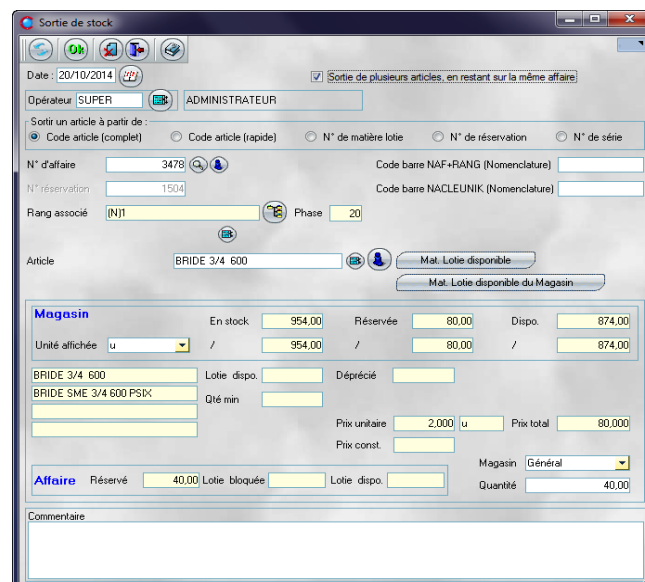 Sortie de stock
Ok
Date : 20/10/2014
Sortie de plusieurs articles, en restant sur la même affaire
Opérateur SUPER ADMINISTRATEUR
Sortir un article à partir de :
Code article (complet) Code article (rapide) N° de matière lotie N° de réservation N° de série
N° d'affaire 3478 Code barre NAF+RANG (Nomenclature)
N° réservation 1504 Code barre NACLEUNIK (Nomenclature)
Rang associé (N)1 Phase 20
Article BRIDE 3/4 600 Mat. Lotie disponible
Mat. Lotie disponible du Magasin
Magasin
En stock 954,00 Réservée 80,00 Dispo. 874,00
Unité affichée u / 954,00 / 80,00 / 874,00
BRIDE 3/4 600 Lotie dispo. Déprécié
BRIDE SME 3/4 600 PSIX Qté min
Prix unitaire 2,000 u Prix total 80,000
Prix const.
Magasin Général
Affaire Réservé 40,00 Lotie bloquée Lotie dispo.
Quantité 40,00
Commentaire